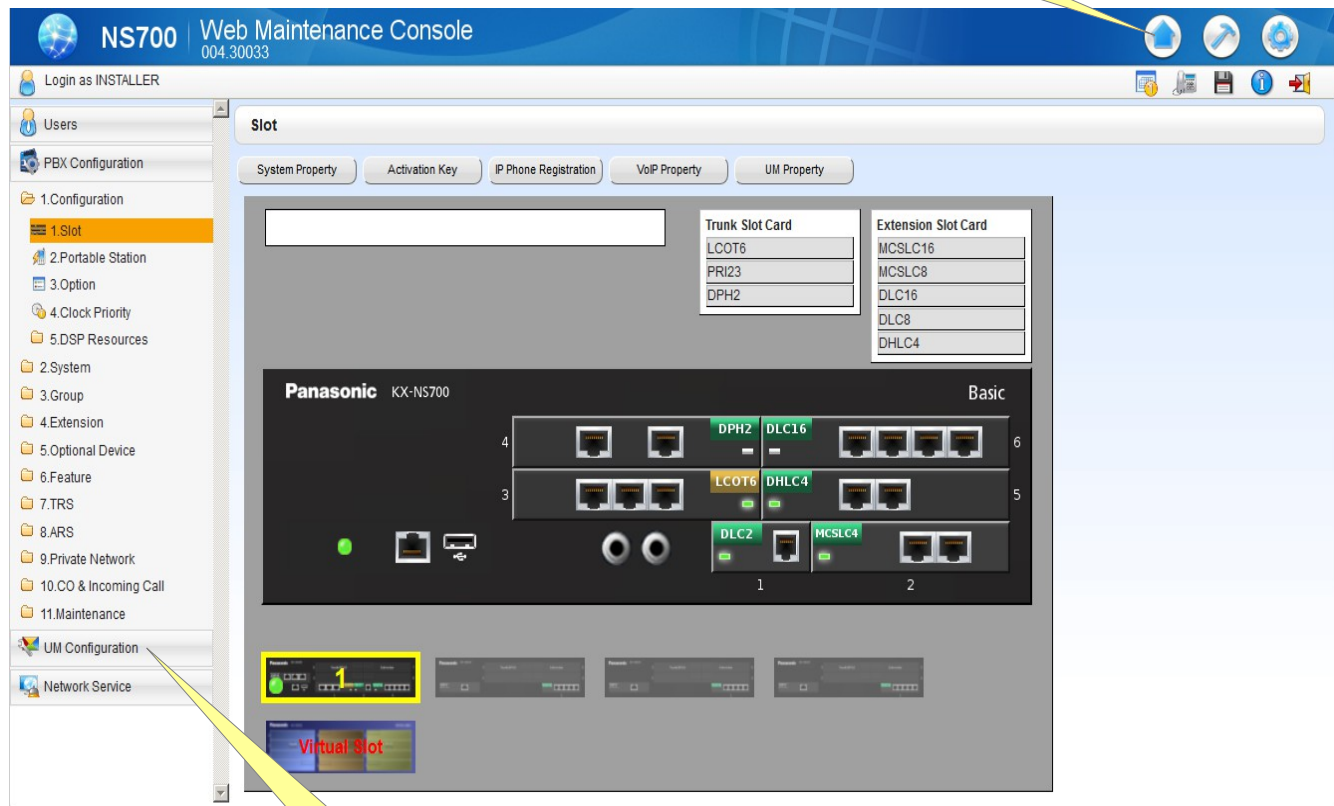 NS700
Web Maintenance Console
004.30033
Login as INSTALLER
Users
PBX Configuration
1.Configuration
1.Slot
2.Portable Station
3.Option
4.Clock Priority
5.DSP Resources
2.System
3.Group
4.Extension
5.Optional Device
6.Feature
7.TRS
8.ARS
9.Private Network
10.CO & Incoming Call
11.Maintenance
UM Configuration
Network Service
Slot
System Property
Activation Key
IP Phone Registration
VoIP Property
UM Property
Trunk Slot Card
LCOT6
PRI23
DPH2
Extension Slot Card
MCSLC16
MCSLC8
DLC16
DLC8
DHLC4
Panasonic KX-NS700
Basic
4
DPH2
DLC16
6
3
LCOT6
DHLC4
5
DLC2
MCSLC4
1
2
1
Virtual Slot